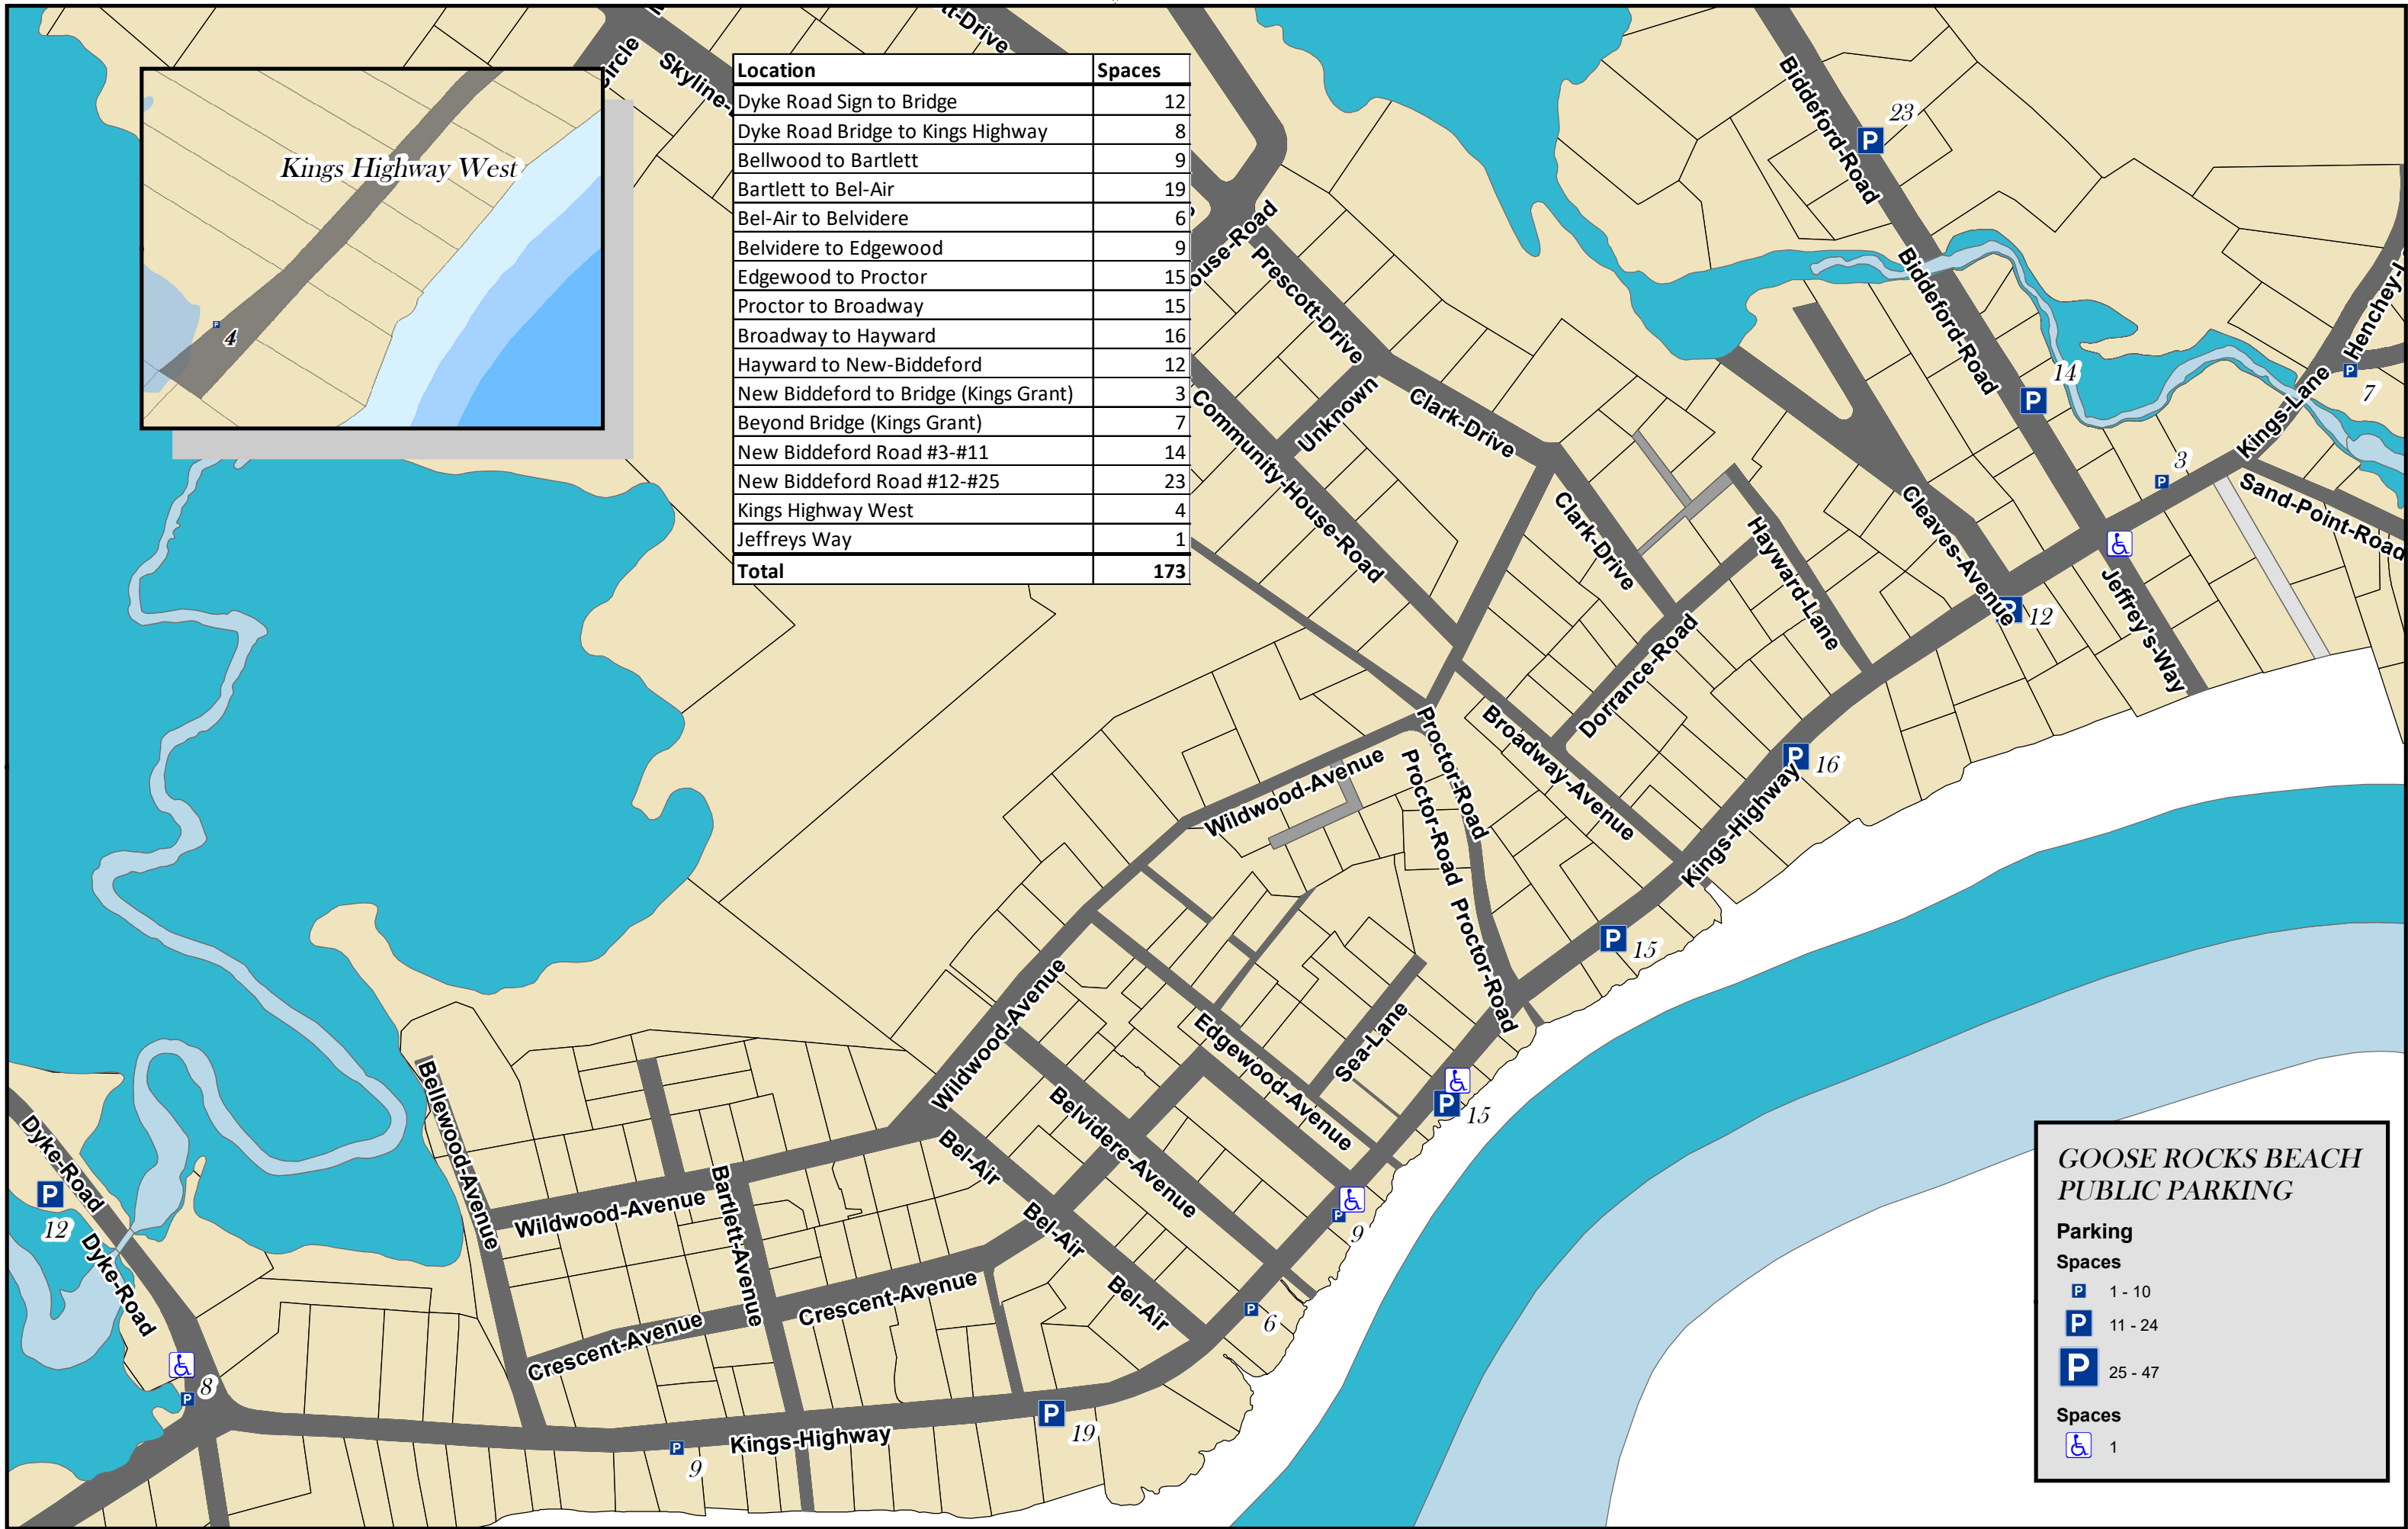 Circle
Skyline-
tt-Drive
Kings Highway West
4
Location Spaces
Dyke Road Sign to Bridge 12
Dyke Road Bridge to Kings Highway 8
Bellwood to Bartlett 9
Bartlett to Bel-Air 19
Bel-Air to Belvidere 6
Belvidere to Edgewood 9
Edgewood to Proctor 15
Proctor to Broadway 15
Broadway to Hayward 16
Hayward to New-Biddeford 12
New Biddeford to Bridge (Kings Grant) 3
Beyond Bridge (Kings Grant) 7
New Biddeford Road #3-#11 14
New Biddeford Road #12-#25 23
Kings Highway West 4
Jeffreys Way 1
Total 173
Biddeford-Road
P 23
ouse-Road
Prescott-Drive
Biddeford-Road
Henchey-
P 14
P 7
Community-House-Road
Unknown
Clark-Drive
Kings-Lane
P 3
Sand-Point-Road
Clark-Drive
Hayward-Lane
Cleaves-Avenue
P 12
Jeffrey's-Way
Dorrance-Road
Proctor-Road
Proctor-Road
Proctor-Road
Broadway-Avenue
Wildwood-Avenue
P 16
Kings-Highway
P 15
Wildwood-Avenue
Edgewood-Avenue
Sea-Lane
P 15
Bellewood-Avenue
Belvidere-Avenue
Bel-Air
Dyke-Road
P
12
Dyke-Road
Wildwood-Avenue
Bartlett-Avenue
Bel-Air
P
9
Crescent-Avenue
Crescent-Avenue
Bel-Air
P 6
P 8
P 19
P 9
Kings-Highway
GOOSE ROCKS BEACH
PUBLIC PARKING
Parking
Spaces
P 1 - 10
P 11 - 24
P 25 - 47
Spaces
1